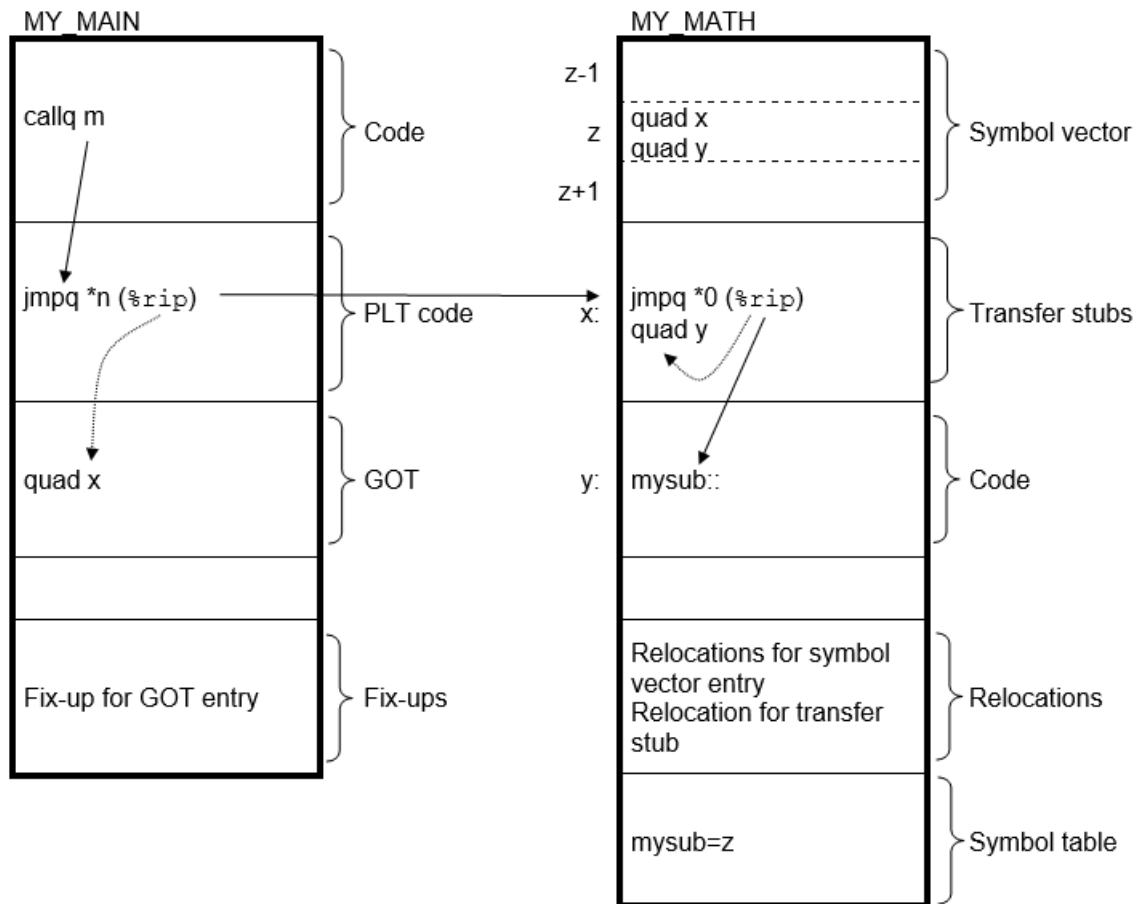 MY_MAIN
callq m
Code
jmpq *n (%rip)
PLT code
quad x
GOT
Fix-up for GOT entry
Fix-ups
MY_MATH
z-1
z
quad x
quad y
z+1
Symbol vector
x:
jmpq *0 (%rip)
quad y
Transfer stubs
y:
mysub::
Code
Relocations for symbol
vector entry
Relocation for transfer
stub
Relocations
mysub=z
Symbol table